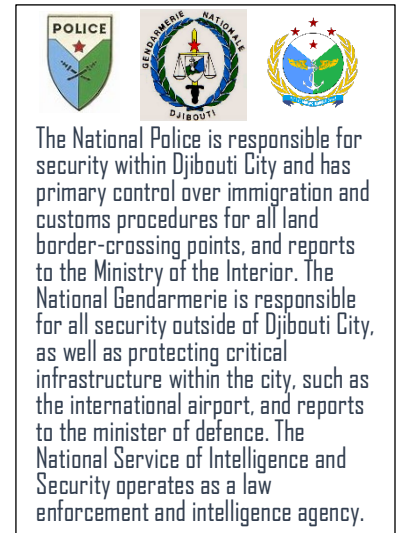 POLICE
GENDARMERIE NATIONALE
DJIBOUTI
The National Police is responsible for
security within Djibouti City and has
primary control over immigration and
customs procedures for all land
border-crossing points, and reports
to the Ministry of the Interior. The
National Gendarmerie is responsible
for all security outside of Djibouti City,
as well as protecting critical
infrastructure within the city, such as
the international airport, and reports
to the minister of defence. The
National Service of Intelligence and
Security operates as a law
enforcement and intelligence agency.